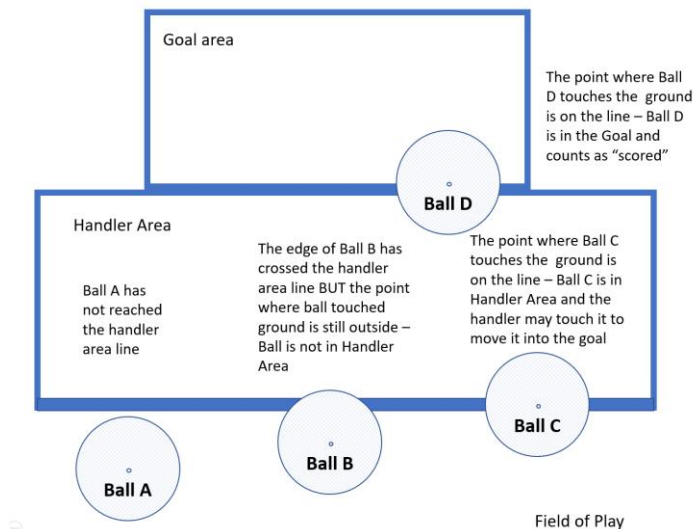 Goal area
The point where Ball
D touches the  ground
is on the line – Ball D
is in the Goal and
counts as “scored”
Ball D
Handler Area
Ball A has
not reached
the handler
area line
The edge of Ball B has
crossed the handler
area line BUT the point
where ball touched
ground is still outside –
Ball is not in Handler
Area
The point where Ball C
touches the  ground is
on the line – Ball C is in
Handler Area and the
handler may touch it to
move it into the goal
Ball A
Ball B
Ball C
Field of Play